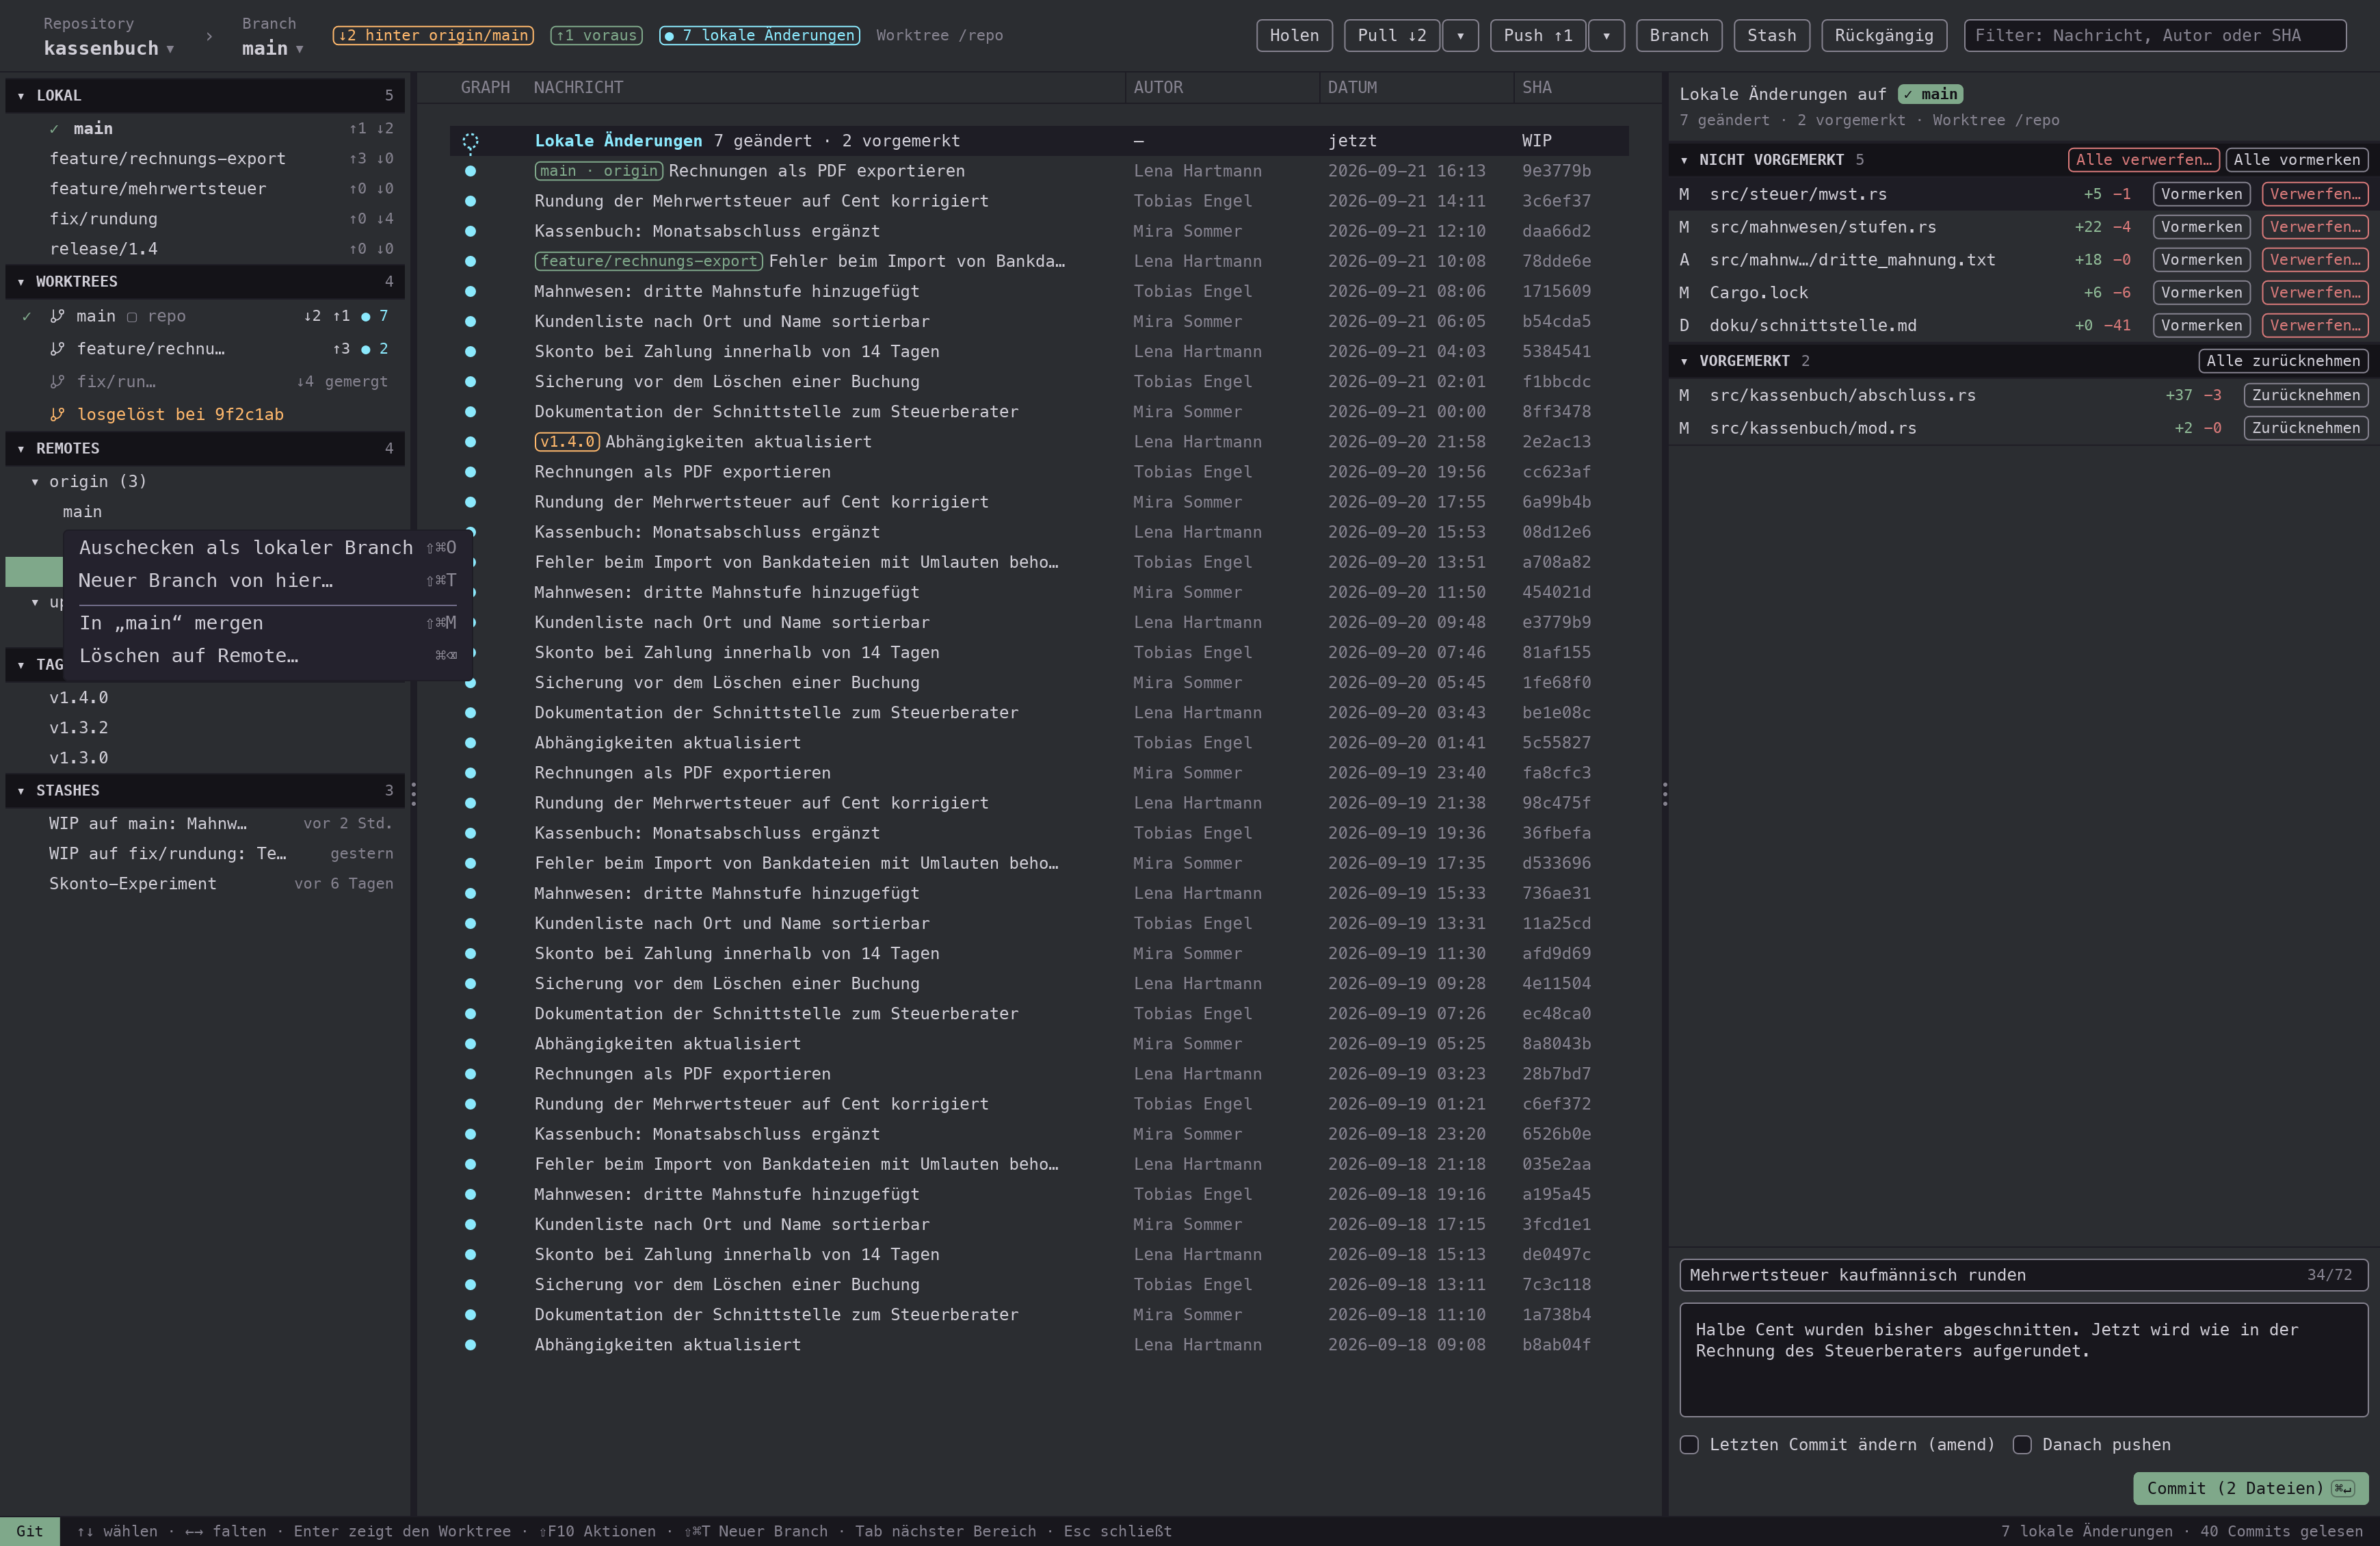 Repository
kassenbuch ▾
›
Branch
main ▾
↓2 hinter origin/main ↑1 voraus ● 7 lokale Änderungen Worktree /repo
Holen Pull ↓2 ▾ Push ↑1 ▾ Branch Stash Rückgängig Filter: Nachricht, Autor oder SHA
▾ LOKAL 5
✓ main ↑1 ↓2
feature/rechnungs-export ↑3 ↓0
feature/mehrwertsteuer ↑0 ↓0
fix/rundung ↑0 ↓4
release/1.4 ↑0 ↓0
▾ WORKTREES 4
✓ main ▢ repo ↓2 ↑1 ● 7
feature/rechnu… ↑3 ● 2
fix/run… ↓4 gemergt
losgelöst bei 9f2c1ab
▾ REMOTES 4
▾ origin (3)
main
Auschecken als lokaler Branch ⇧⌘O
Neuer Branch von hier… ⇧⌘T
▾ up
In „main“ mergen ⇧⌘M
Löschen auf Remote… ⌘⌫
▾ TAG
v1.4.0
v1.3.2
v1.3.0
▾ STASHES 3
WIP auf main: Mahnw… vor 2 Std.
WIP auf fix/rundung: Te… gestern
Skonto-Experiment vor 6 Tagen
GRAPH NACHRICHT AUTOR DATUM SHA
Lokale Änderungen 7 geändert · 2 vorgemerkt — jetzt WIP
main · origin Rechnungen als PDF exportieren Lena Hartmann 2026-09-21 16:13 9e3779b
Rundung der Mehrwertsteuer auf Cent korrigiert Tobias Engel 2026-09-21 14:11 3c6ef37
Kassenbuch: Monatsabschluss ergänzt Mira Sommer 2026-09-21 12:10 daa66d2
feature/rechnungs-export Fehler beim Import von Bankda… Lena Hartmann 2026-09-21 10:08 78dde6e
Mahnwesen: dritte Mahnstufe hinzugefügt Tobias Engel 2026-09-21 08:06 1715609
Kundenliste nach Ort und Name sortierbar Mira Sommer 2026-09-21 06:05 b54cda5
Skonto bei Zahlung innerhalb von 14 Tagen Lena Hartmann 2026-09-21 04:03 5384541
Sicherung vor dem Löschen einer Buchung Tobias Engel 2026-09-21 02:01 f1bbcdc
Dokumentation der Schnittstelle zum Steuerberater Mira Sommer 2026-09-21 00:00 8ff3478
v1.4.0 Abhängigkeiten aktualisiert Lena Hartmann 2026-09-20 21:58 2e2ac13
Rechnungen als PDF exportieren Tobias Engel 2026-09-20 19:56 cc623af
Rundung der Mehrwertsteuer auf Cent korrigiert Mira Sommer 2026-09-20 17:55 6a99b4b
Kassenbuch: Monatsabschluss ergänzt Lena Hartmann 2026-09-20 15:53 08d12e6
Fehler beim Import von Bankdateien mit Umlauten beho… Tobias Engel 2026-09-20 13:51 a708a82
Mahnwesen: dritte Mahnstufe hinzugefügt Mira Sommer 2026-09-20 11:50 454021d
Kundenliste nach Ort und Name sortierbar Lena Hartmann 2026-09-20 09:48 e3779b9
Skonto bei Zahlung innerhalb von 14 Tagen Tobias Engel 2026-09-20 07:46 81af155
Sicherung vor dem Löschen einer Buchung Mira Sommer 2026-09-20 05:45 1fe68f0
Dokumentation der Schnittstelle zum Steuerberater Lena Hartmann 2026-09-20 03:43 be1e08c
Abhängigkeiten aktualisiert Tobias Engel 2026-09-20 01:41 5c55827
Rechnungen als PDF exportieren Mira Sommer 2026-09-19 23:40 fa8cfc3
Rundung der Mehrwertsteuer auf Cent korrigiert Lena Hartmann 2026-09-19 21:38 98c475f
Kassenbuch: Monatsabschluss ergänzt Tobias Engel 2026-09-19 19:36 36fbefa
Fehler beim Import von Bankdateien mit Umlauten beho… Mira Sommer 2026-09-19 17:35 d533696
Mahnwesen: dritte Mahnstufe hinzugefügt Lena Hartmann 2026-09-19 15:33 736ae31
Kundenliste nach Ort und Name sortierbar Tobias Engel 2026-09-19 13:31 11a25cd
Skonto bei Zahlung innerhalb von 14 Tagen Mira Sommer 2026-09-19 11:30 afd9d69
Sicherung vor dem Löschen einer Buchung Lena Hartmann 2026-09-19 09:28 4e11504
Dokumentation der Schnittstelle zum Steuerberater Tobias Engel 2026-09-19 07:26 ec48ca0
Abhängigkeiten aktualisiert Mira Sommer 2026-09-19 05:25 8a8043b
Rechnungen als PDF exportieren Lena Hartmann 2026-09-19 03:23 28b7bd7
Rundung der Mehrwertsteuer auf Cent korrigiert Tobias Engel 2026-09-19 01:21 c6ef372
Kassenbuch: Monatsabschluss ergänzt Mira Sommer 2026-09-18 23:20 6526b0e
Fehler beim Import von Bankdateien mit Umlauten beho… Lena Hartmann 2026-09-18 21:18 035e2aa
Mahnwesen: dritte Mahnstufe hinzugefügt Tobias Engel 2026-09-18 19:16 a195a45
Kundenliste nach Ort und Name sortierbar Mira Sommer 2026-09-18 17:15 3fcd1e1
Skonto bei Zahlung innerhalb von 14 Tagen Lena Hartmann 2026-09-18 15:13 de0497c
Sicherung vor dem Löschen einer Buchung Tobias Engel 2026-09-18 13:11 7c3c118
Dokumentation der Schnittstelle zum Steuerberater Mira Sommer 2026-09-18 11:10 1a738b4
Abhängigkeiten aktualisiert Lena Hartmann 2026-09-18 09:08 b8ab04f
Lokale Änderungen auf ✓ main
7 geändert · 2 vorgemerkt · Worktree /repo
▾ NICHT VORGEMERKT 5 Alle verwerfen… Alle vormerken
M src/steuer/mwst.rs +5 −1 Vormerken Verwerfen…
M src/mahnwesen/stufen.rs +22 −4 Vormerken Verwerfen…
A src/mahnw…/dritte_mahnung.txt +18 −0 Vormerken Verwerfen…
M Cargo.lock +6 −6 Vormerken Verwerfen…
D doku/schnittstelle.md +0 −41 Vormerken Verwerfen…
▾ VORGEMERKT 2 Alle zurücknehmen
M src/kassenbuch/abschluss.rs +37 −3 Zurücknehmen
M src/kassenbuch/mod.rs +2 −0 Zurücknehmen
Mehrwertsteuer kaufmännisch runden 34/72
Halbe Cent wurden bisher abgeschnitten. Jetzt wird wie in der
Rechnung des Steuerberaters aufgerundet.
Letzten Commit ändern (amend) Danach pushen
Commit (2 Dateien) ⌘↵
Git ↑↓ wählen · ←→ falten · Enter zeigt den Worktree · ⇧F10 Aktionen · ⇧⌘T Neuer Branch · Tab nächster Bereich · Esc schließt
7 lokale Änderungen · 40 Commits gelesen